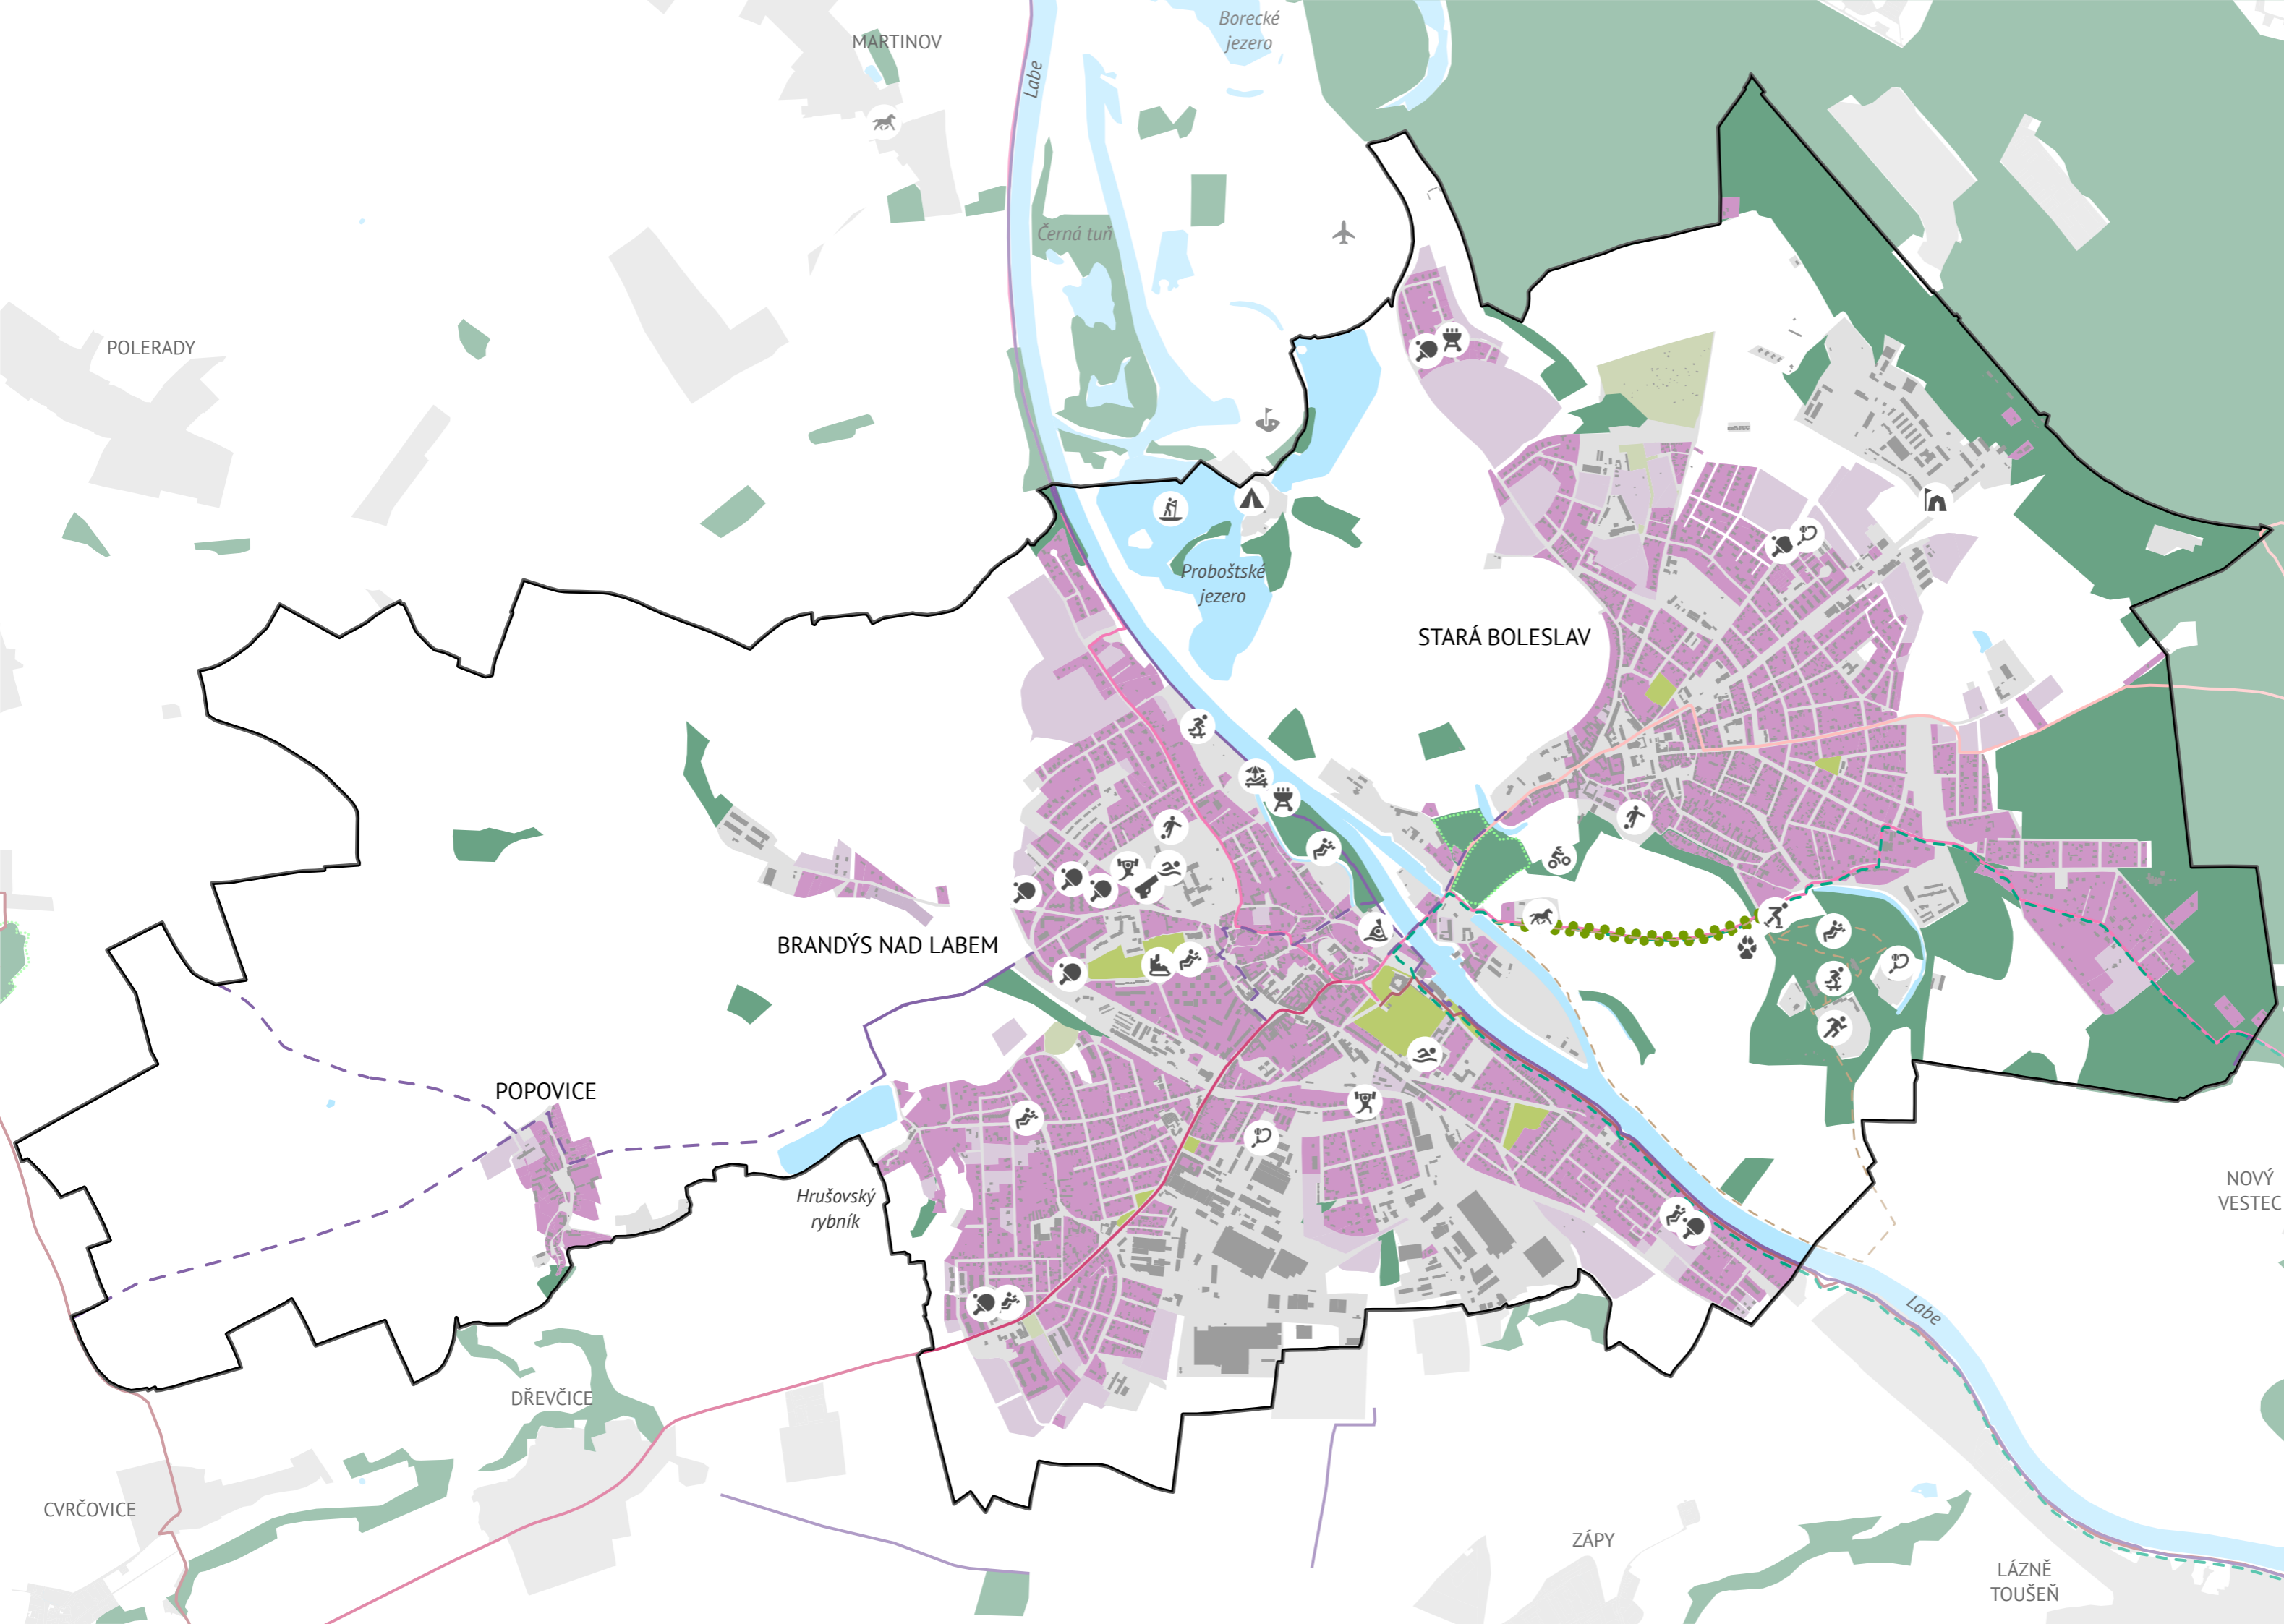 Borecké
jezero
MARTINOV
Labe
Černá tuň
POLERADY
Proboštské
jezero
STARÁ BOLESLAV
BRANDÝS NAD LABEM
POPOVICE
Hrušovský
rybník
NOVÝ
VESTEC
Labe
DŘEVČICE
CVRČOVICE
ZÁPY
LÁZNĚ
TOUŠEŇ